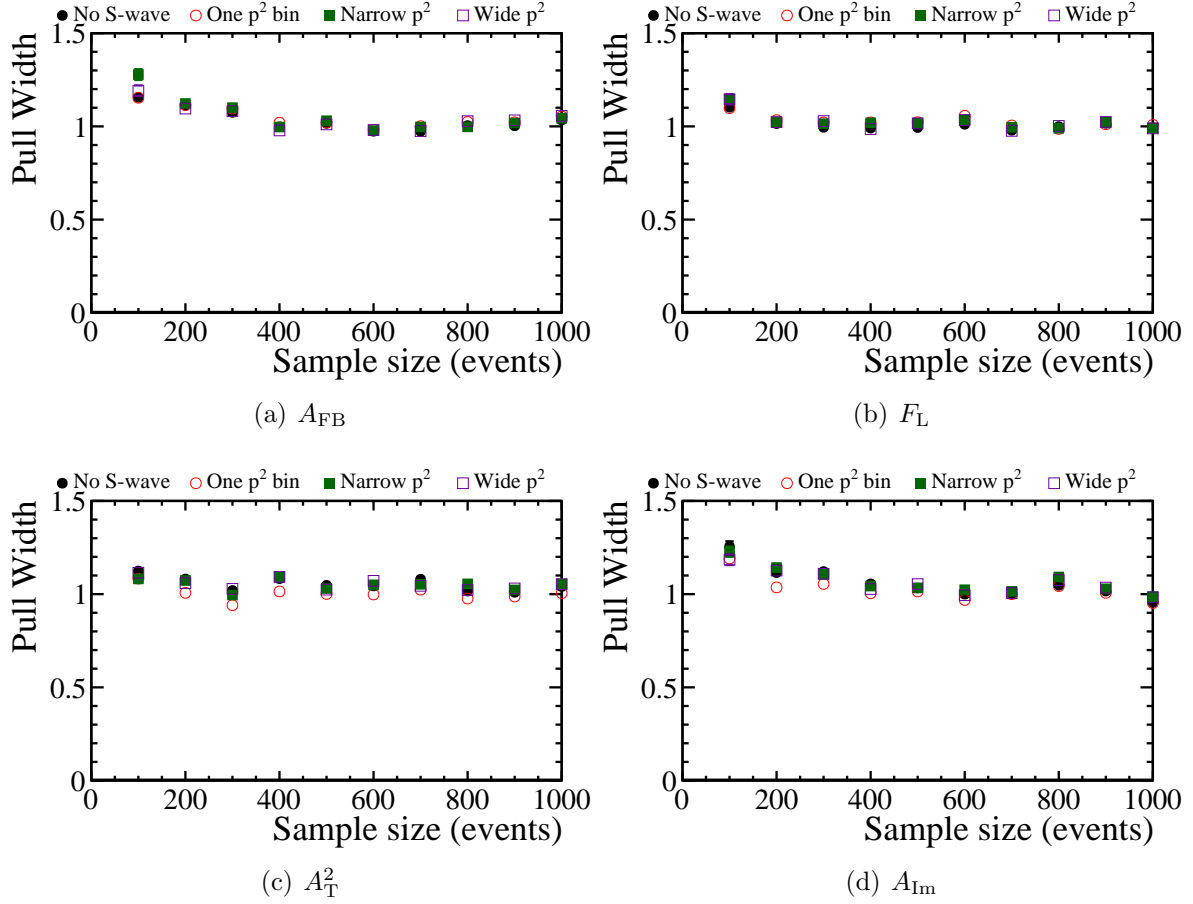 ● No S-wave ○ One p² bin ■ Narrow p² □ Wide p²
Pull Width
1.5
1
0.5
0
0 200 400 600 800 1000
Sample size (events)
(a) A_FB
● No S-wave ○ One p² bin ■ Narrow p² □ Wide p²
Pull Width
1.5
1
0.5
0
0 200 400 600 800 1000
Sample size (events)
(b) F_L
● No S-wave ○ One p² bin ■ Narrow p² □ Wide p²
Pull Width
1.5
1
0.5
0
0 200 400 600 800 1000
Sample size (events)
(c) A_T^2
● No S-wave ○ One p² bin ■ Narrow p² □ Wide p²
Pull Width
1.5
1
0.5
0
0 200 400 600 800 1000
Sample size (events)
(d) A_Im